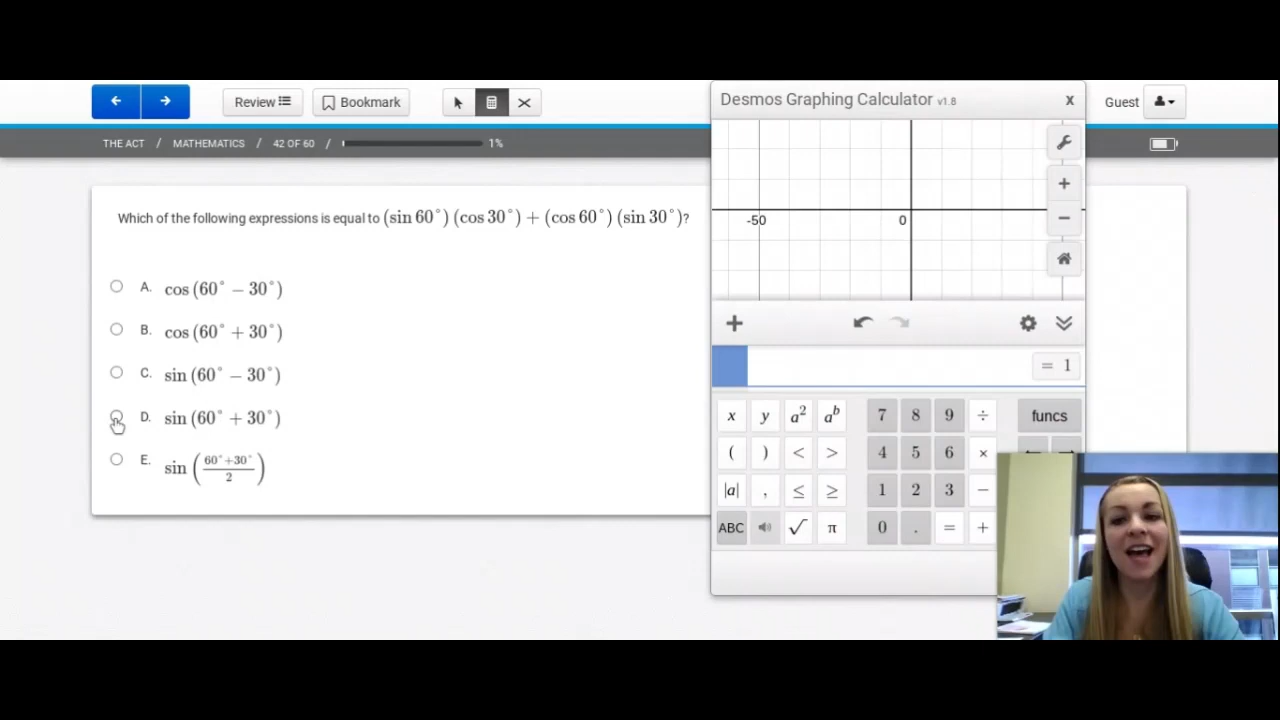 Review
Bookmark
Desmos Graphing Calculator v1.8
x
Guest
THE ACT / MATHEMATICS / 42 OF 60 / 1%
Which of the following expressions is equal to (sin 60°) (cos 30°) + (cos 60°) (sin 30°)?
A. cos (60° − 30°)
B. cos (60° + 30°)
C. sin (60° − 30°)
D. sin (60° + 30°)
E. sin ((60°+30°)/2)
-50 0
= 1
x y a² aᵇ 7 8 9 ÷ funcs
( ) < > 4 5 6 ×
|a| , ≤ ≥ 1 2 3 −
ABC √ π 0 . = +